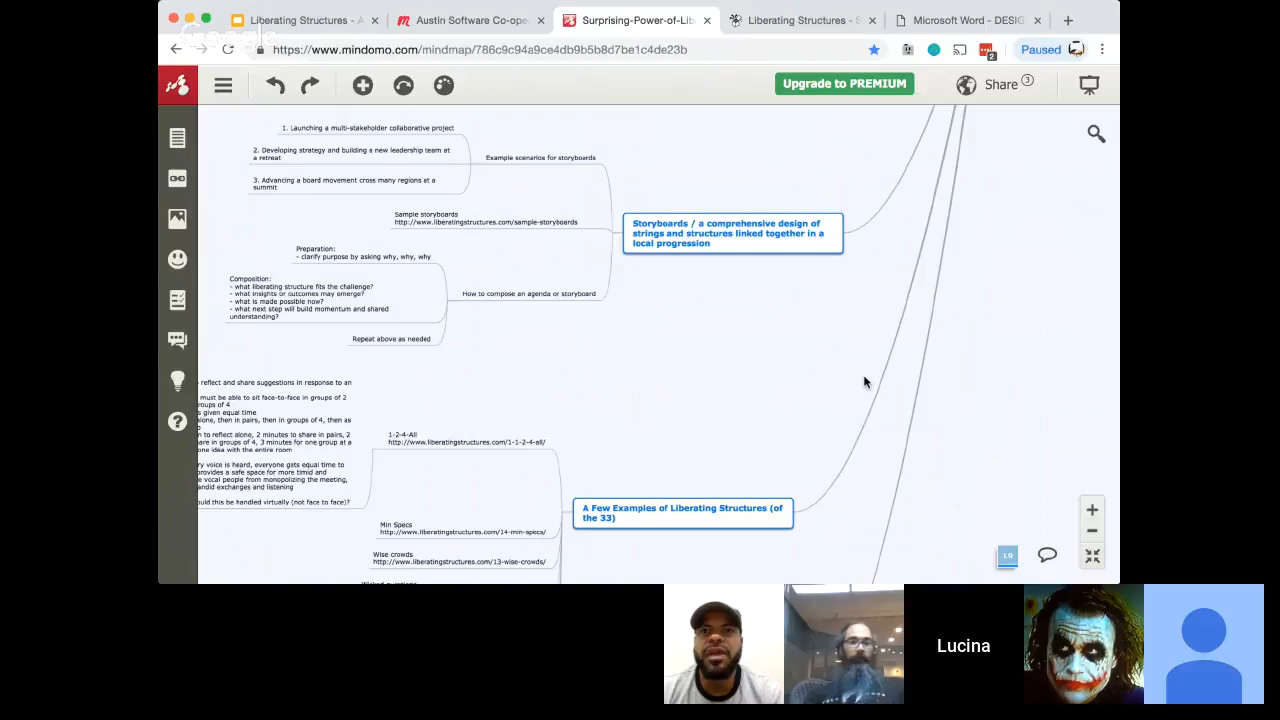 Liberating Structures - A
Austin Software Co-ope
Surprising-Power-of-Lib
Liberating Structures - S
Microsoft Word - DESIG
Google
https://www.mindomo.com/mindmap/786c9c94a9ce4db9b5b8d7be1c4de23b
2
Paused
Upgrade to PREMIUM
Share 3
1. Launching a multi-stakeholder collaborative project
2. Developing strategy and building a new leadership team at
a retreat
3. Advancing a board movement cross many regions at a
summit
Example scenarios for storyboards
Sample storyboards
http://www.liberatingstructures.com/sample-storyboards
Storyboards / a comprehensive design of
strings and structures linked together in a
local progression
Preparation:
- clarify purpose by asking why, why, why
Composition:
- what liberating structure fits the challenge?
- what insights or outcomes may emerge?
- what is made possible now?
- what next step will build momentum and shared
understanding?
How to compose an agenda or storyboard
Repeat above as needed
reflect and share suggestions in response to an
must be able to sit face-to-face in groups of 2
roups of 4
s given equal time
alone, then in pairs, then in groups of 4, then as
n to reflect alone, 2 minutes to share in pairs, 2
are in groups of 4, 3 minutes for one group at a
one idea with the entire room
ry voice is heard, everyone gets equal time to
provides a safe space for more timid and
e vocal people from monopolizing the meeting,
andid exchanges and listening
ould this be handled virtually (not face to face)?
1-2-4-All
http://www.liberatingstructures.com/1-1-2-4-all/
A Few Examples of Liberating Structures (of
the 33)
Min Specs
http://www.liberatingstructures.com/14-min-specs/
Wise crowds
http://www.liberatingstructures.com/13-wise-crowds/
Wicked questions
LG
Lucina